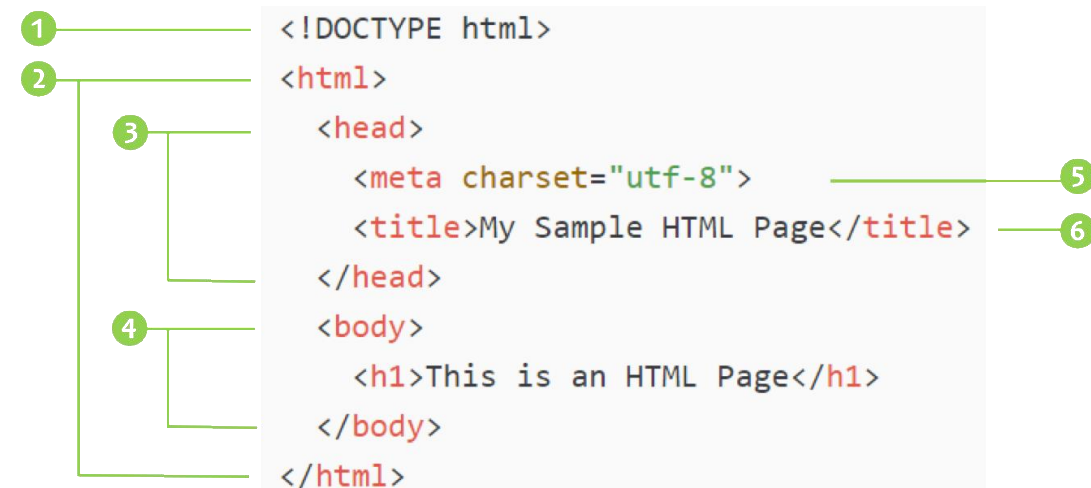 1 <!DOCTYPE html>
2 <html>
3 <head>
<meta charset="utf-8"> 5
<title>My Sample HTML Page</title> 6
</head>
4 <body>
<h1>This is an HTML Page</h1>
</body>
</html>